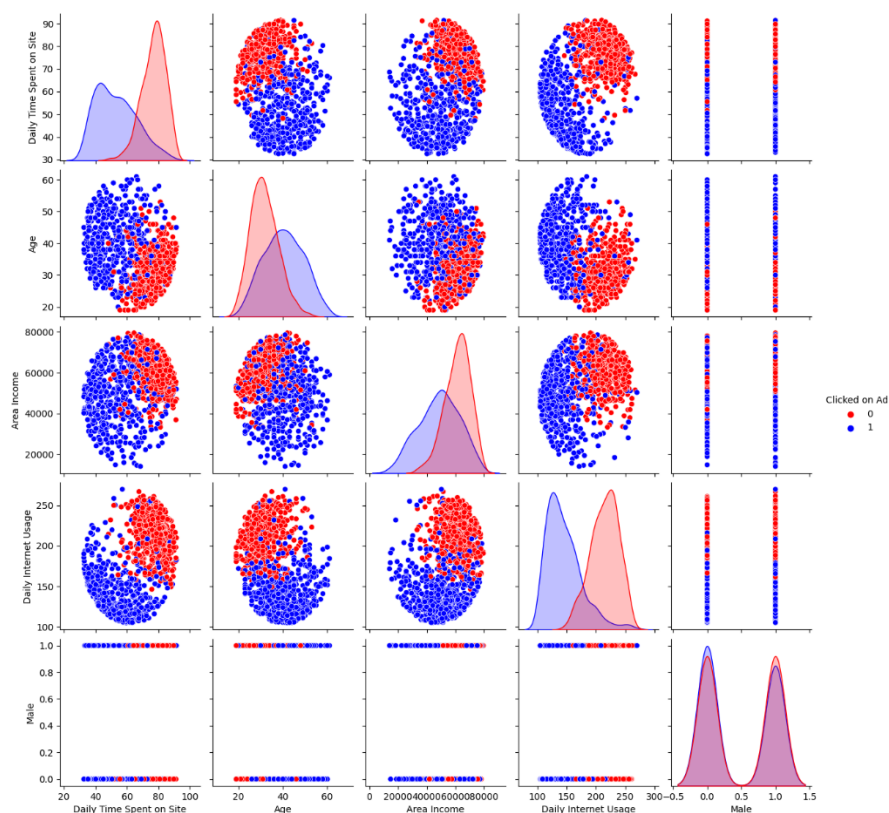 90
80
70
60
50
40
30
Daily Time Spent on Site
60
50
40
30
20
Age
80000
60000
40000
20000
Area Income
Clicked on Ad
0
1
250
200
150
100
Daily Internet Usage
1.0
0.8
0.6
0.4
0.2
0.0
Male
20 40 60 80 100
20 40 60
0 20000 40000 60000 80000
100 150 200 250 300
−0.5 0.0 0.5 1.0 1.5
Daily Time Spent on Site
Age
Area Income
Daily Internet Usage
Male